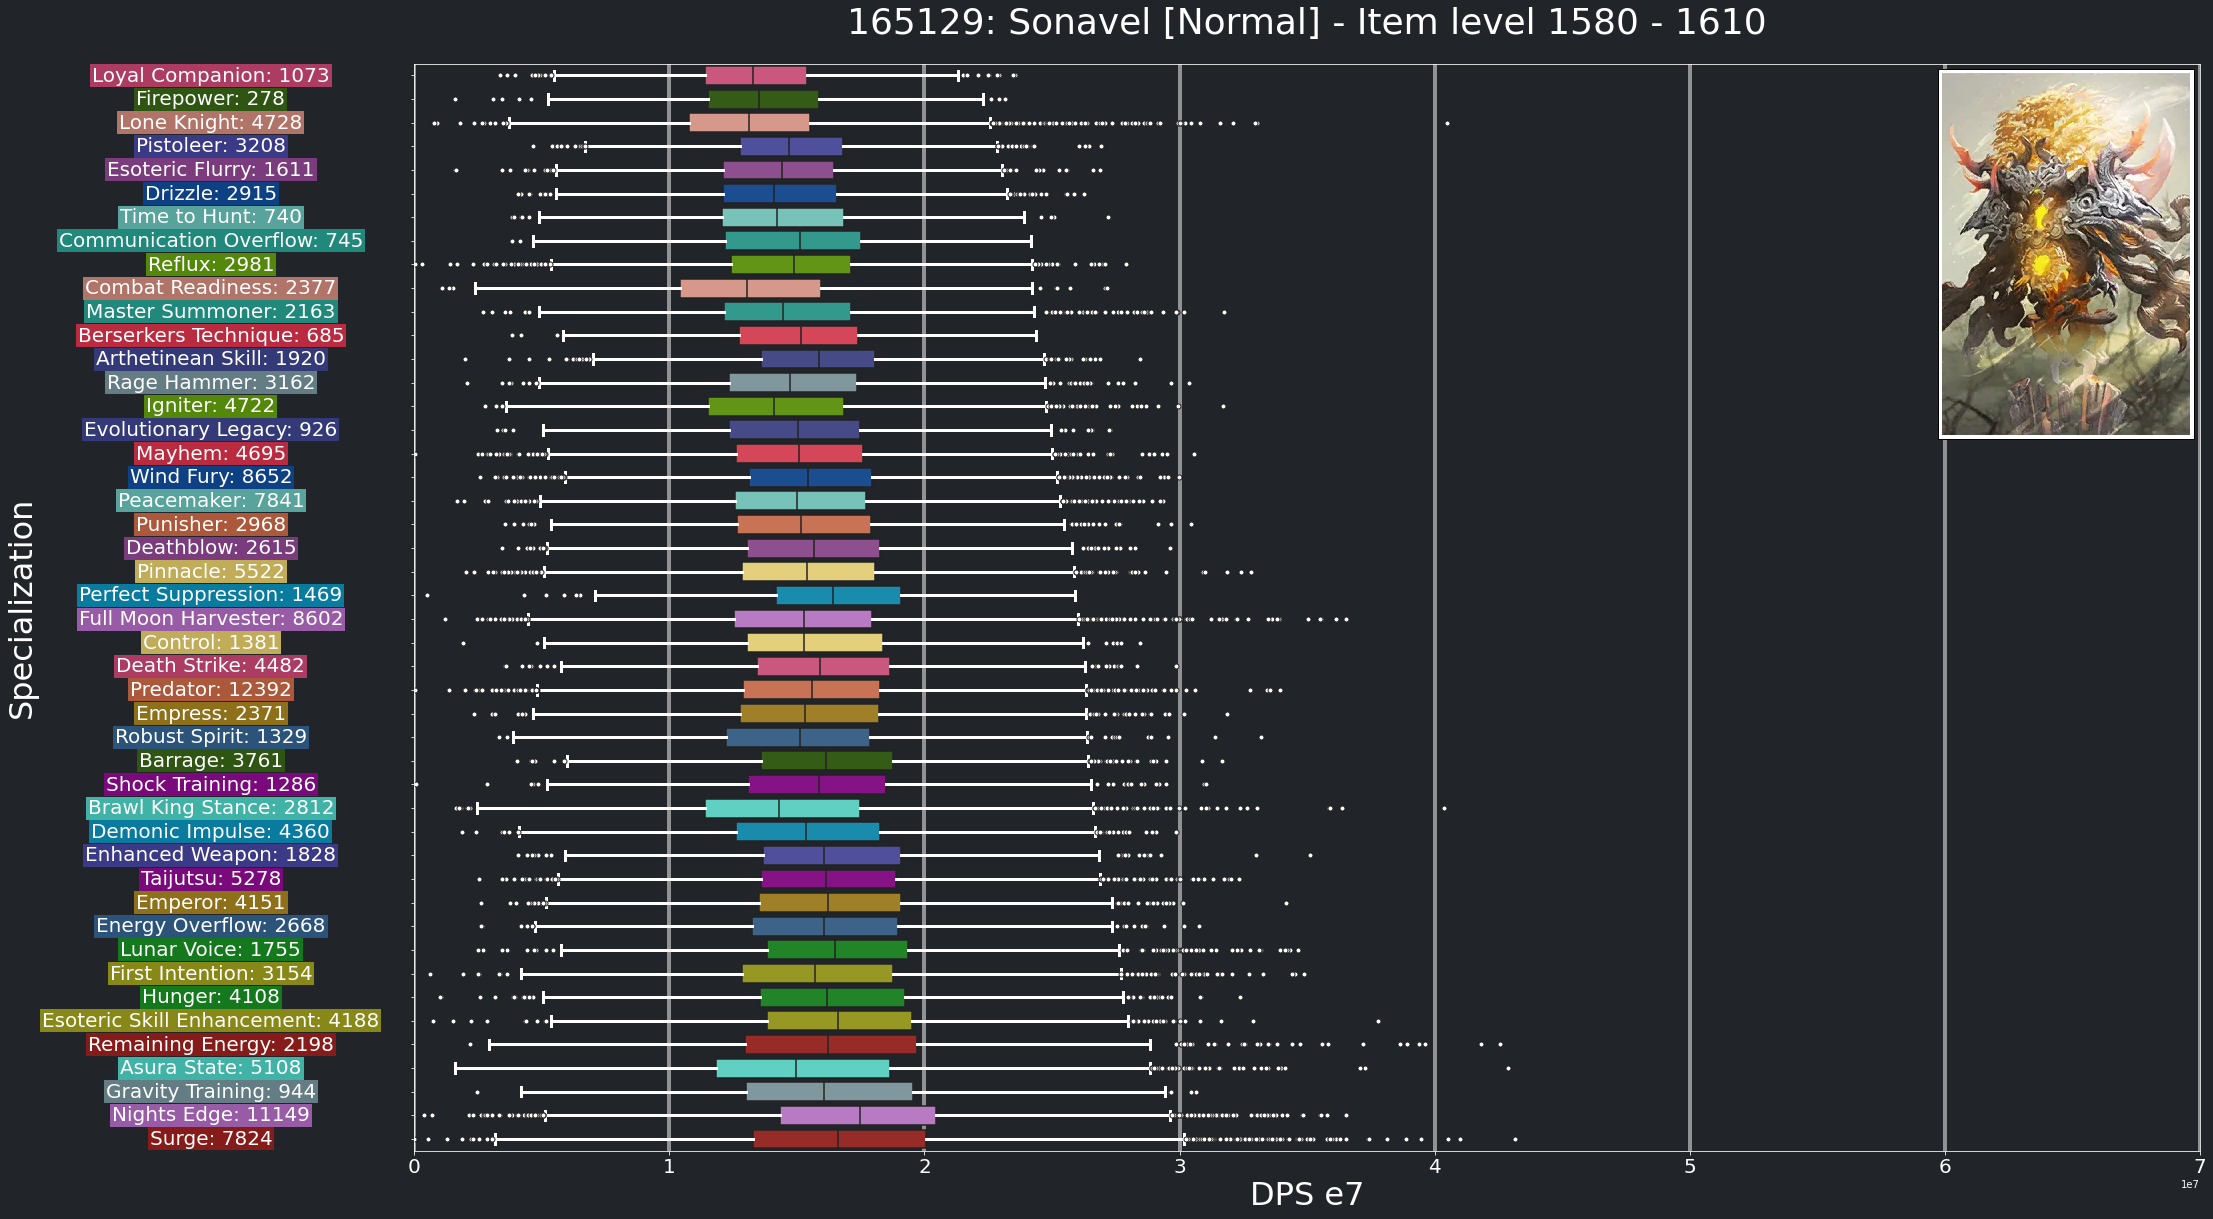 165129: Sonavel [Normal] - Item level 1580 - 1610
Loyal Companion: 1073
Firepower: 278
Lone Knight: 4728
Pistoleer: 3208
Esoteric Flurry: 1611
Drizzle: 2915
Time to Hunt: 740
Communication Overflow: 745
Reflux: 2981
Combat Readiness: 2377
Master Summoner: 2163
Berserkers Technique: 685
Arthetinean Skill: 1920
Rage Hammer: 3162
Igniter: 4722
Evolutionary Legacy: 926
Mayhem: 4695
Wind Fury: 8652
Peacemaker: 7841
Punisher: 2968
Deathblow: 2615
Pinnacle: 5522
Perfect Suppression: 1469
Full Moon Harvester: 8602
Control: 1381
Death Strike: 4482
Predator: 12392
Empress: 2371
Robust Spirit: 1329
Barrage: 3761
Shock Training: 1286
Brawl King Stance: 2812
Demonic Impulse: 4360
Enhanced Weapon: 1828
Taijutsu: 5278
Emperor: 4151
Energy Overflow: 2668
Lunar Voice: 1755
First Intention: 3154
Hunger: 4108
Esoteric Skill Enhancement: 4188
Remaining Energy: 2198
Asura State: 5108
Gravity Training: 944
Nights Edge: 11149
Surge: 7824
Specialization
0 1 2 3 4 5 6 7
1e7
DPS e7